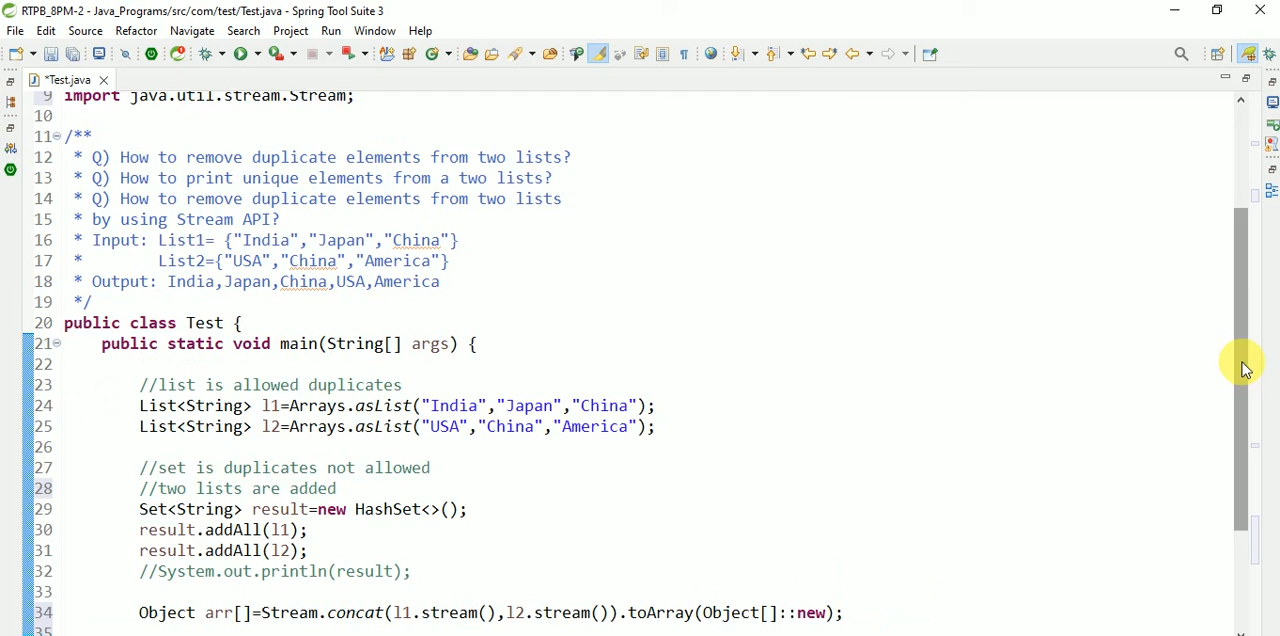 RTPB_8PM-2 - Java_Programs/src/com/test/Test.java - Spring Tool Suite 3
File Edit Source Refactor Navigate Search Project Run Window Help
*Test.java
9 import java.util.stream.Stream;
10
11 /**
12 * Q) How to remove duplicate elements from two lists?
13 * Q) How to print unique elements from a two lists?
14 * Q) How to remove duplicate elements from two lists
15 * by using Stream API?
16 * Input: List1= {"India","Japan","China"}
17 * List2={"USA","China","America"}
18 * Output: India,Japan,China,USA,America
19 */
20 public class Test {
21 public static void main(String[] args) {
22
23 //list is allowed duplicates
24 List<String> l1=Arrays.asList("India","Japan","China");
25 List<String> l2=Arrays.asList("USA","China","America");
26
27 //set is duplicates not allowed
28 //two lists are added
29 Set<String> result=new HashSet<>();
30 result.addAll(l1);
31 result.addAll(l2);
32 //System.out.println(result);
33
34 Object arr[]=Stream.concat(l1.stream(),l2.stream()).toArray(Object[]::new);
35